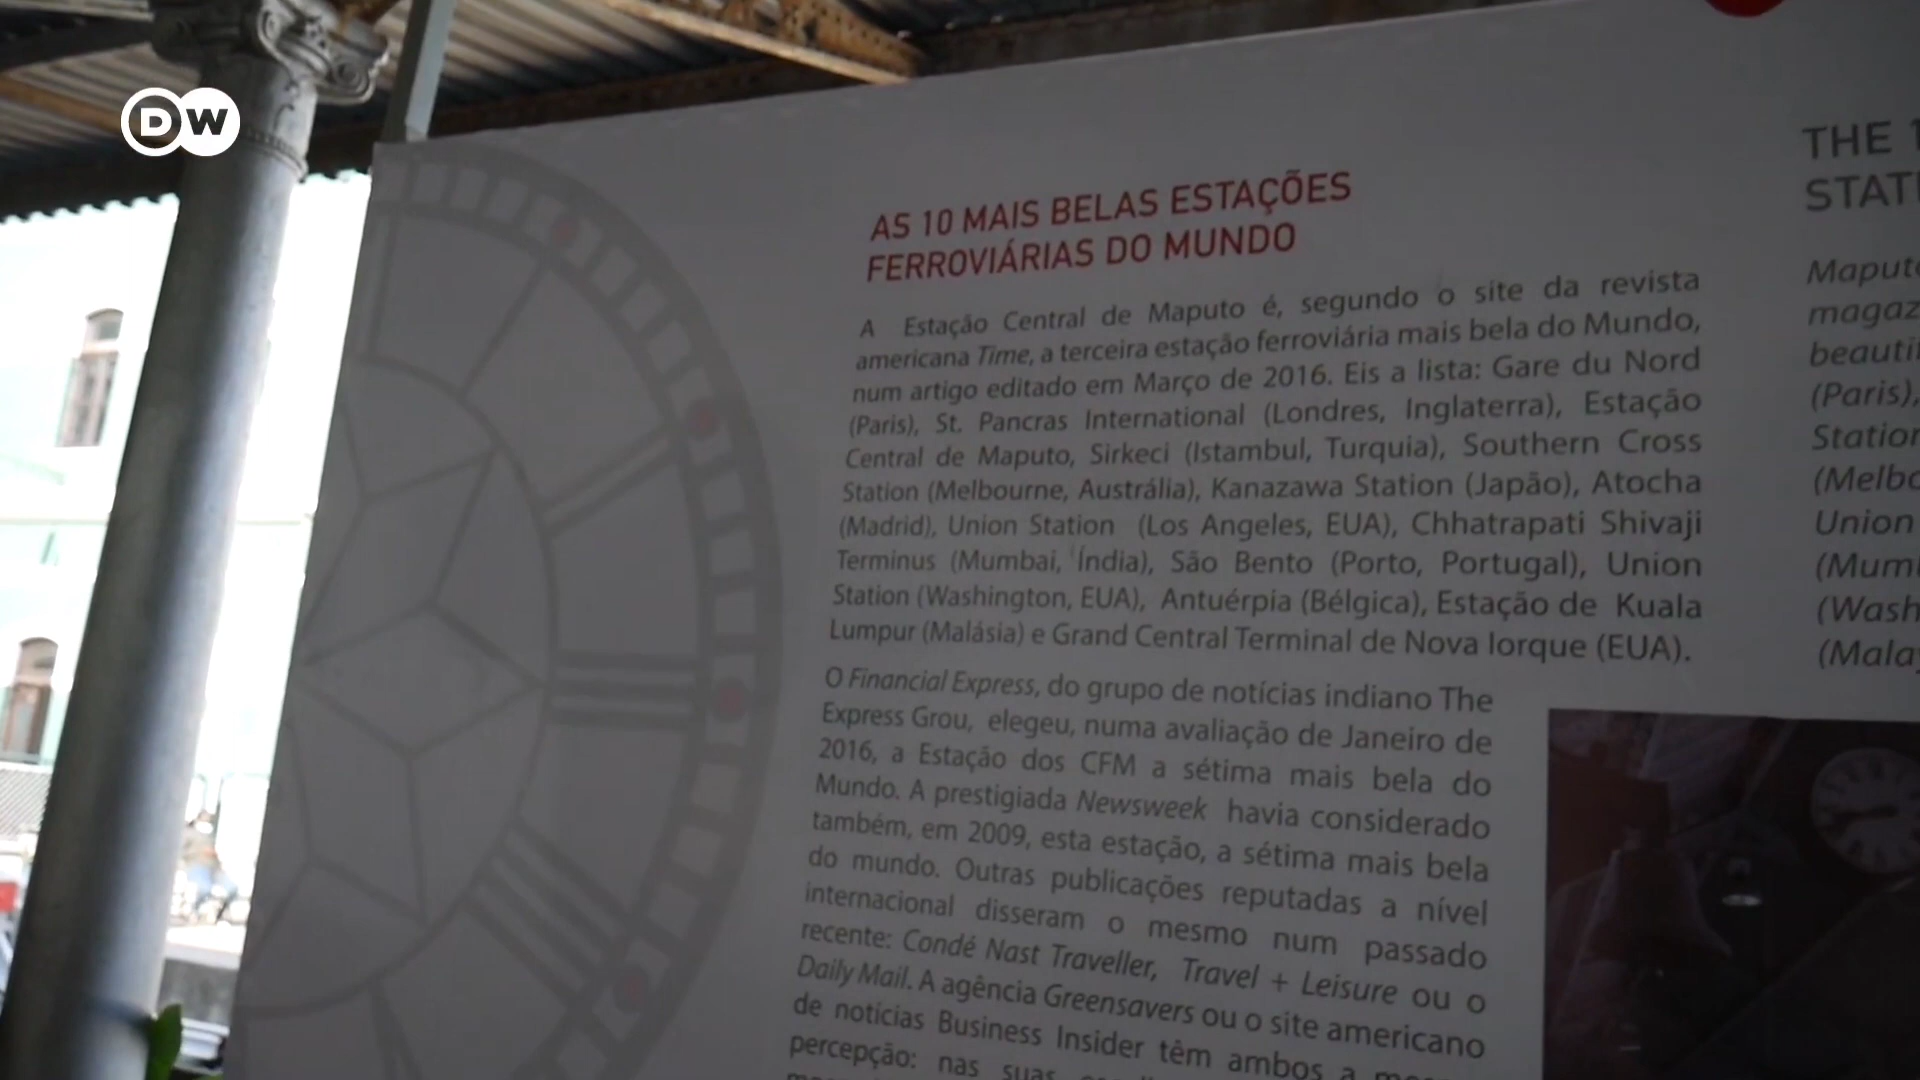 DW
AS 10 MAIS BELAS ESTAÇÕES
FERROVIÁRIAS DO MUNDO
A Estação Central de Maputo é, segundo o site da revista
americana Time, a terceira estação ferroviária mais bela do Mundo,
num artigo editado em Março de 2016. Eis a lista: Gare du Nord
(Paris), St. Pancras International (Londres, Inglaterra), Estação
Central de Maputo, Sirkeci (Istambul, Turquia), Southern Cross
Station (Melbourne, Austrália), Kanazawa Station (Japão), Atocha
(Madrid), Union Station (Los Angeles, EUA), Chhatrapati Shivaji
Terminus (Mumbai, Índia), São Bento (Porto, Portugal), Union
Station (Washington, EUA), Antuérpia (Bélgica), Estação de Kuala
Lumpur (Malásia) e Grand Central Terminal de Nova Iorque (EUA).
O Financial Express, do grupo de notícias indiano The
Express Grou, elegeu, numa avaliação de Janeiro de
2016, a Estação dos CFM a sétima mais bela do
Mundo. A prestigiada Newsweek havia considerado
também, em 2009, esta estação, a sétima mais bela
do mundo. Outras publicações reputadas a nível
internacional disseram o mesmo num passado
recente: Condé Nast Traveller, Travel + Leisure ou o
Daily Mail. A agência Greensavers ou o site americano
de notícias Business Insider têm ambos a
percepção: nas suas
THE
STATI
Maputo
magaz
beauti
(Paris),
Station
(Melbo
Union
(Mum
(Wash
(Malay